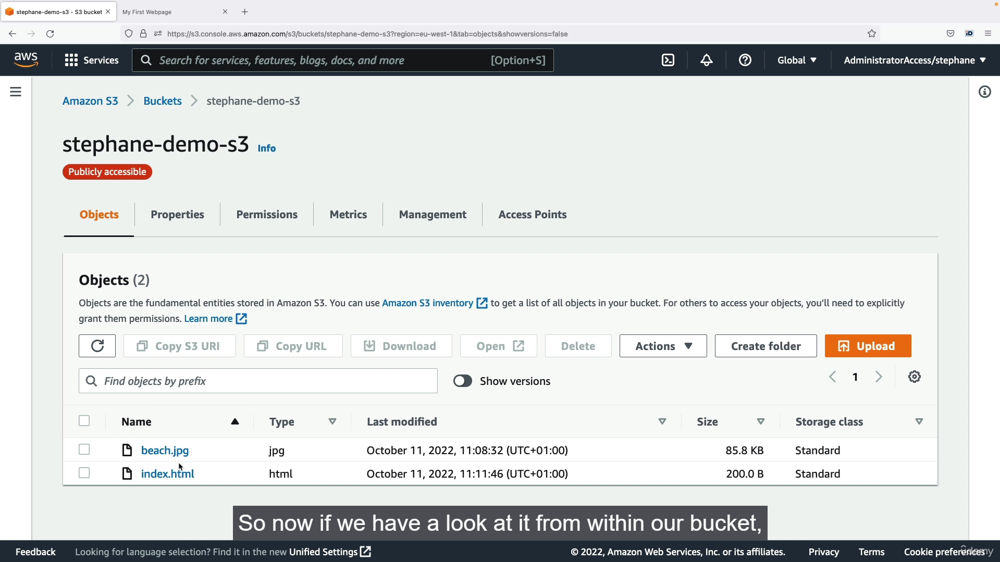 stephane-demo-s3 - S3 bucket
My First Webpage
https://s3.console.aws.amazon.com/s3/buckets/stephane-demo-s3?region=eu-west-1&tab=objects&showversions=false
aws
Services
Search for services, features, blogs, docs, and more
[Option+S]
Global
AdministratorAccess/stephane
Amazon S3
Buckets
stephane-demo-s3
stephane-demo-s3 Info
Publicly accessible
Objects
Properties
Permissions
Metrics
Management
Access Points
Objects (2)
Objects are the fundamental entities stored in Amazon S3. You can use Amazon S3 inventory to get a list of all objects in your bucket. For others to access your objects, you'll need to explicitly
grant them permissions. Learn more
Copy S3 URI
Copy URL
Download
Open
Delete
Actions
Create folder
Upload
Find objects by prefix
Show versions
1
Name
Type
Last modified
Size
Storage class
beach.jpg
jpg
October 11, 2022, 11:08:32 (UTC+01:00)
85.8 KB
Standard
index.html
html
October 11, 2022, 11:11:46 (UTC+01:00)
200.0 B
Standard
So now if we have a look at it from within our bucket,
Feedback
Looking for language selection? Find it in the new Unified Settings
© 2022, Amazon Web Services, Inc. or its affiliates.
Privacy
Terms
Cookie preferences
udemy